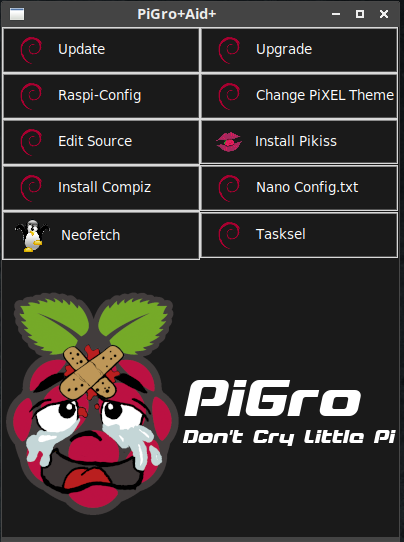 PiGro+Aid+
Update
Upgrade
Raspi-Config
Change PiXEL Theme
Edit Source
Install Pikiss
Install Compiz
Nano Config.txt
Neofetch
Tasksel
PiGro
Don't Cry Little Pi